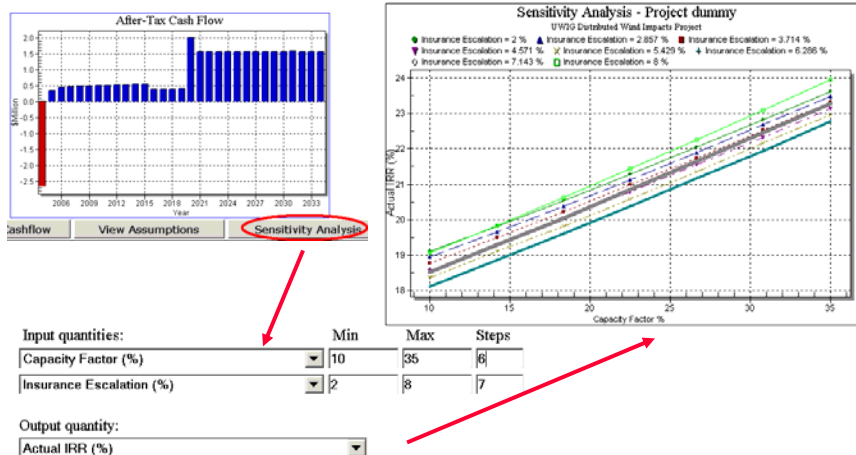 After-Tax Cash Flow
$Million
2.0
1.5
1.0
0.5
0.0
-0.5
-1.0
-1.5
-2.0
-2.5
2006 2009 2012 2015 2018 2021 2024 2027 2030 2033
Year
Cashflow View Assumptions Sensitivity Analysis
Sensitivity Analysis - Project dummy
UWIG Distributed Wind Impacts Project
Insurance Escalation = 2 % Insurance Escalation = 2.857 % Insurance Escalation = 3.714 %
Insurance Escalation = 4.571 % Insurance Escalation = 5.429 % Insurance Escalation = 6.286 %
Insurance Escalation = 7.143 % Insurance Escalation = 8 %
Actual IRR (%)
24
23
22
21
20
19
18
10 15 20 25 30 35
Capacity Factor %
Input quantities: Min Max Steps
Capacity Factor (%) 10 35 6
Insurance Escalation (%) 2 8 7
Output quantity:
Actual IRR (%)